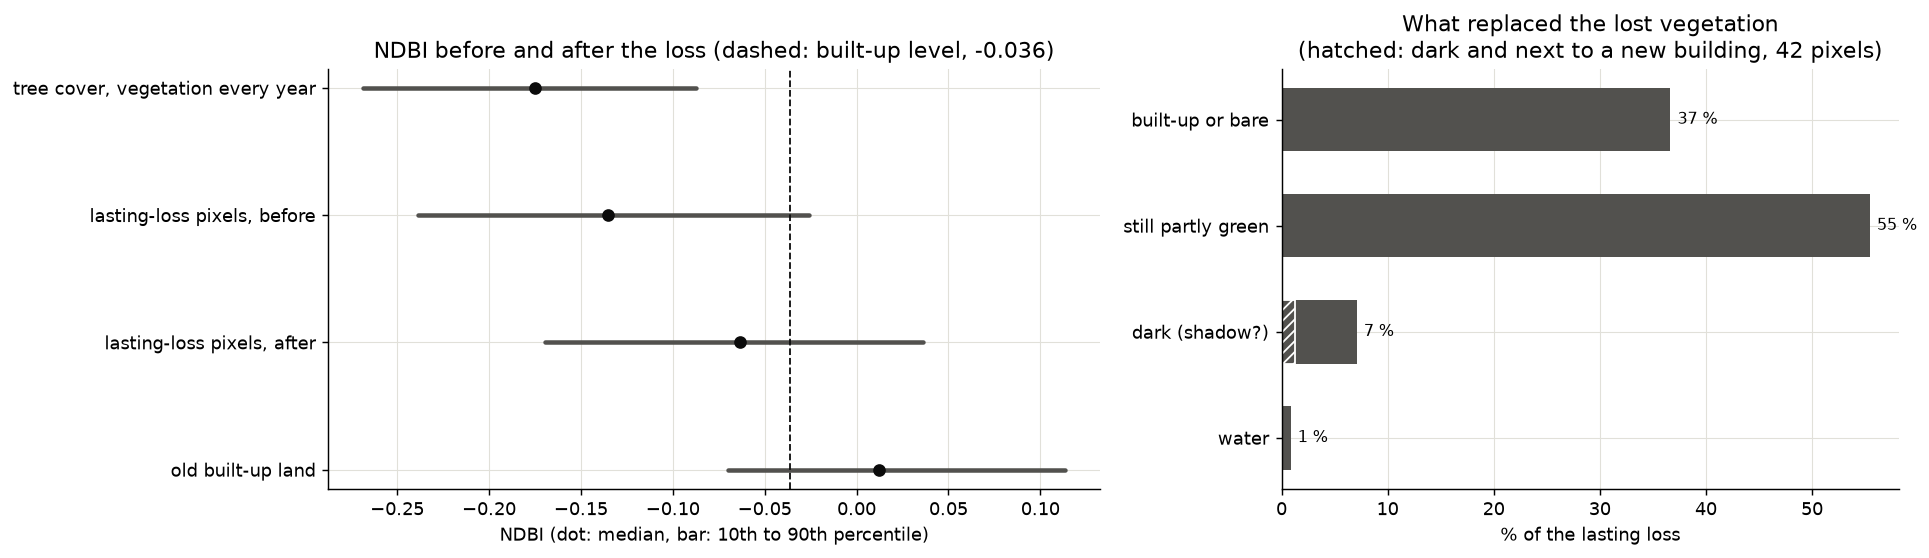 NDBI before and after the loss (dashed: built-up level, -0.036)
tree cover, vegetation every year
lasting-loss pixels, before
lasting-loss pixels, after
old built-up land
−0.25 −0.20 −0.15 −0.10 −0.05 0.00 0.05 0.10
NDBI (dot: median, bar: 10th to 90th percentile)
What replaced the lost vegetation
(hatched: dark and next to a new building, 42 pixels)
built-up or bare 37 %
still partly green 55 %
dark (shadow?) 7 %
water 1 %
0 10 20 30 40 50
% of the lasting loss